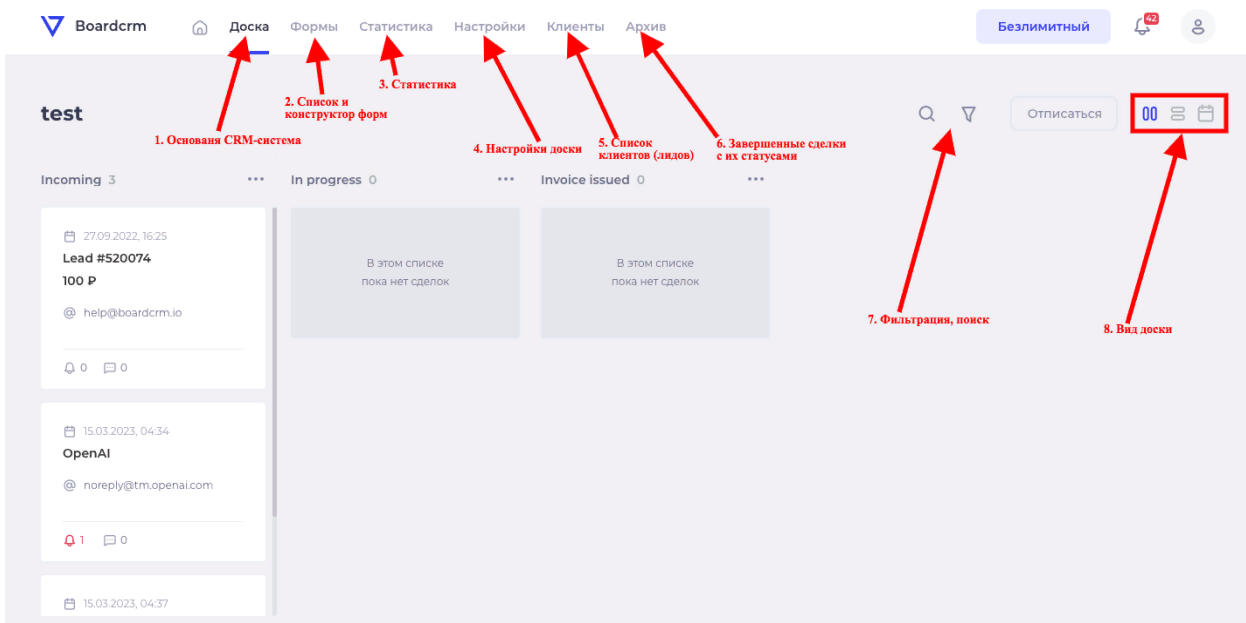 Boardcrm
Доска
Формы
Статистика
Настройки
Клиенты
Архив
Безлимитный
42
3. Статистика
2. Список и
конструктор форм
test
1. Основаня CRM-система
4. Настройки доски
5. Список
клиентов (лидов)
6. Завершенные сделки
с их статусами
Отписаться
Incoming 3
In progress 0
Invoice issued 0
27.09.2022, 16:25
Lead #520074
100 ₽
@ help@boardcrm.io
0
0
В этом списке
пока нет сделок
В этом списке
пока нет сделок
7. Фильтрация, поиск
8. Вид доски
15.03.2023, 04:34
OpenAI
@ noreply@tm.openai.com
1
0
15.03.2023, 04:37